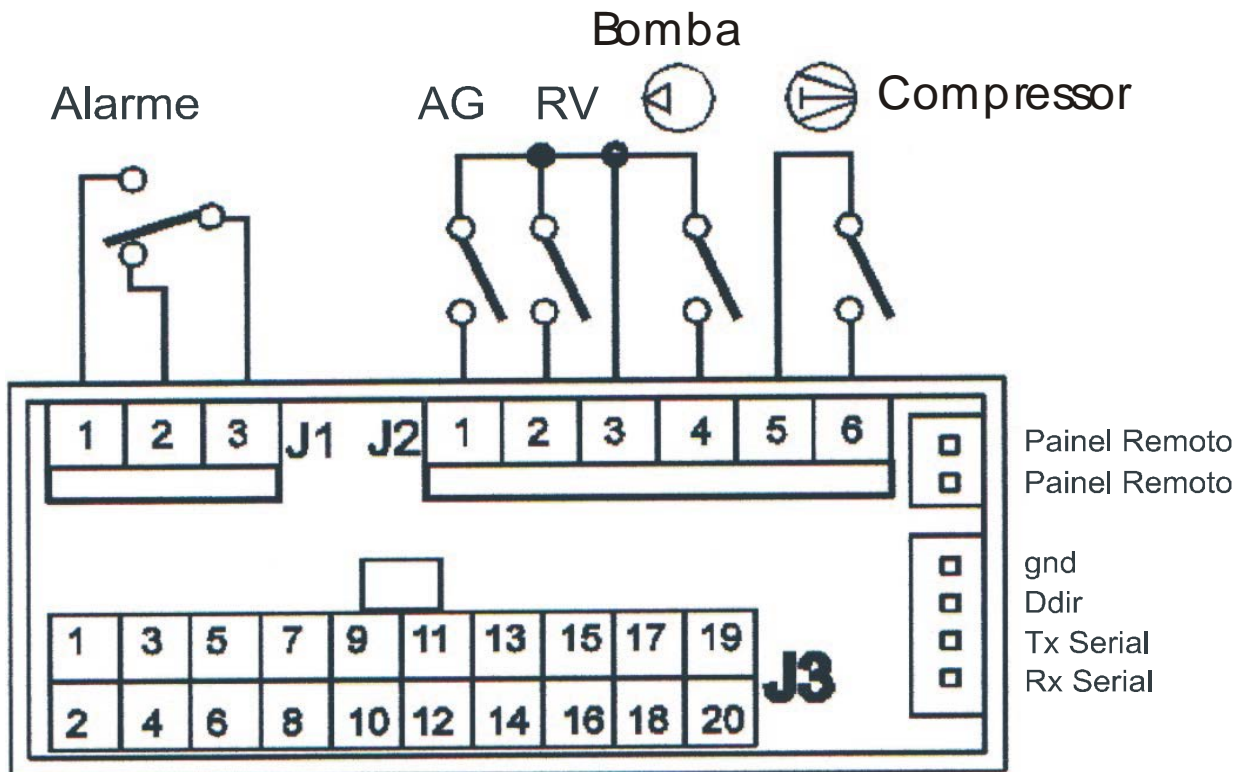 Bomba
Alarme AG RV Compressor
1 2 3 J1 J2 1 2 3 4 5 6
Painel Remoto
Painel Remoto
gnd
Ddir
Tx Serial
Rx Serial
1 3 5 7 9 11 13 15 17 19
J3
2 4 6 8 10 12 14 16 18 20